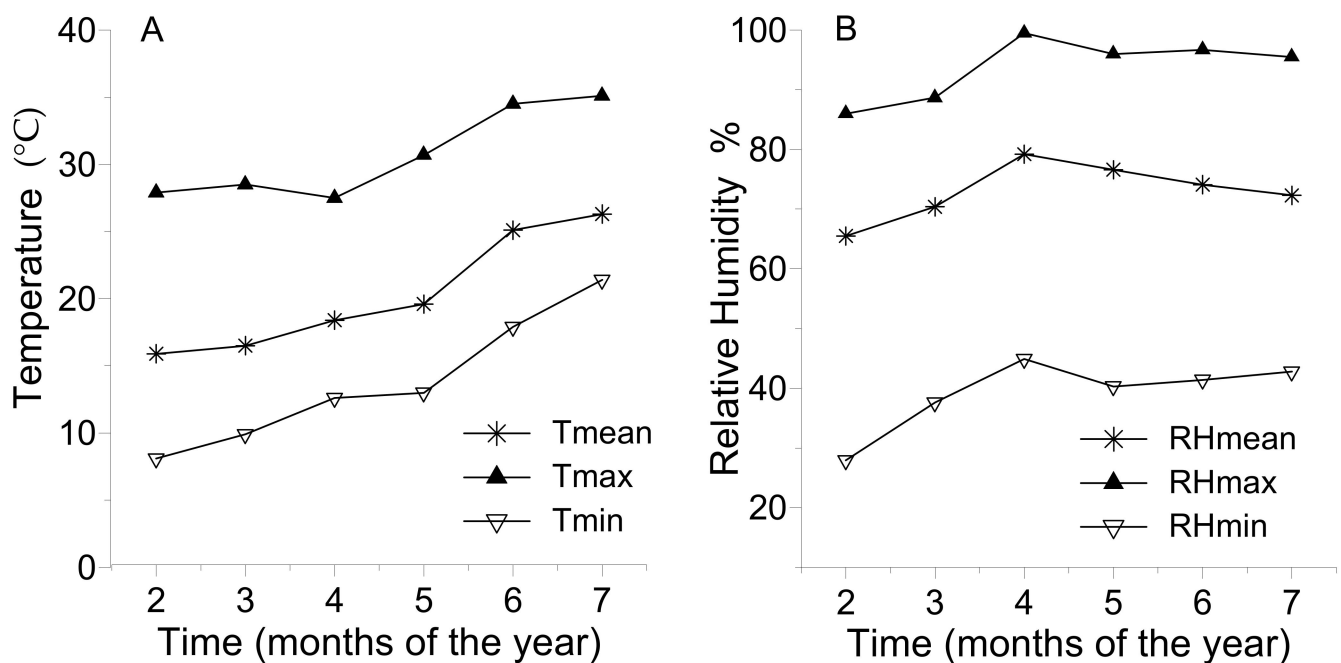 A
40
30
20
10
0
Temperature (°C)
2 3 4 5 6 7
Time (months of the year)
Tmean
Tmax
Tmin
B
100
80
60
40
20
Relative Humidity %
2 3 4 5 6 7
Time (months of the year)
RHmean
RHmax
RHmin